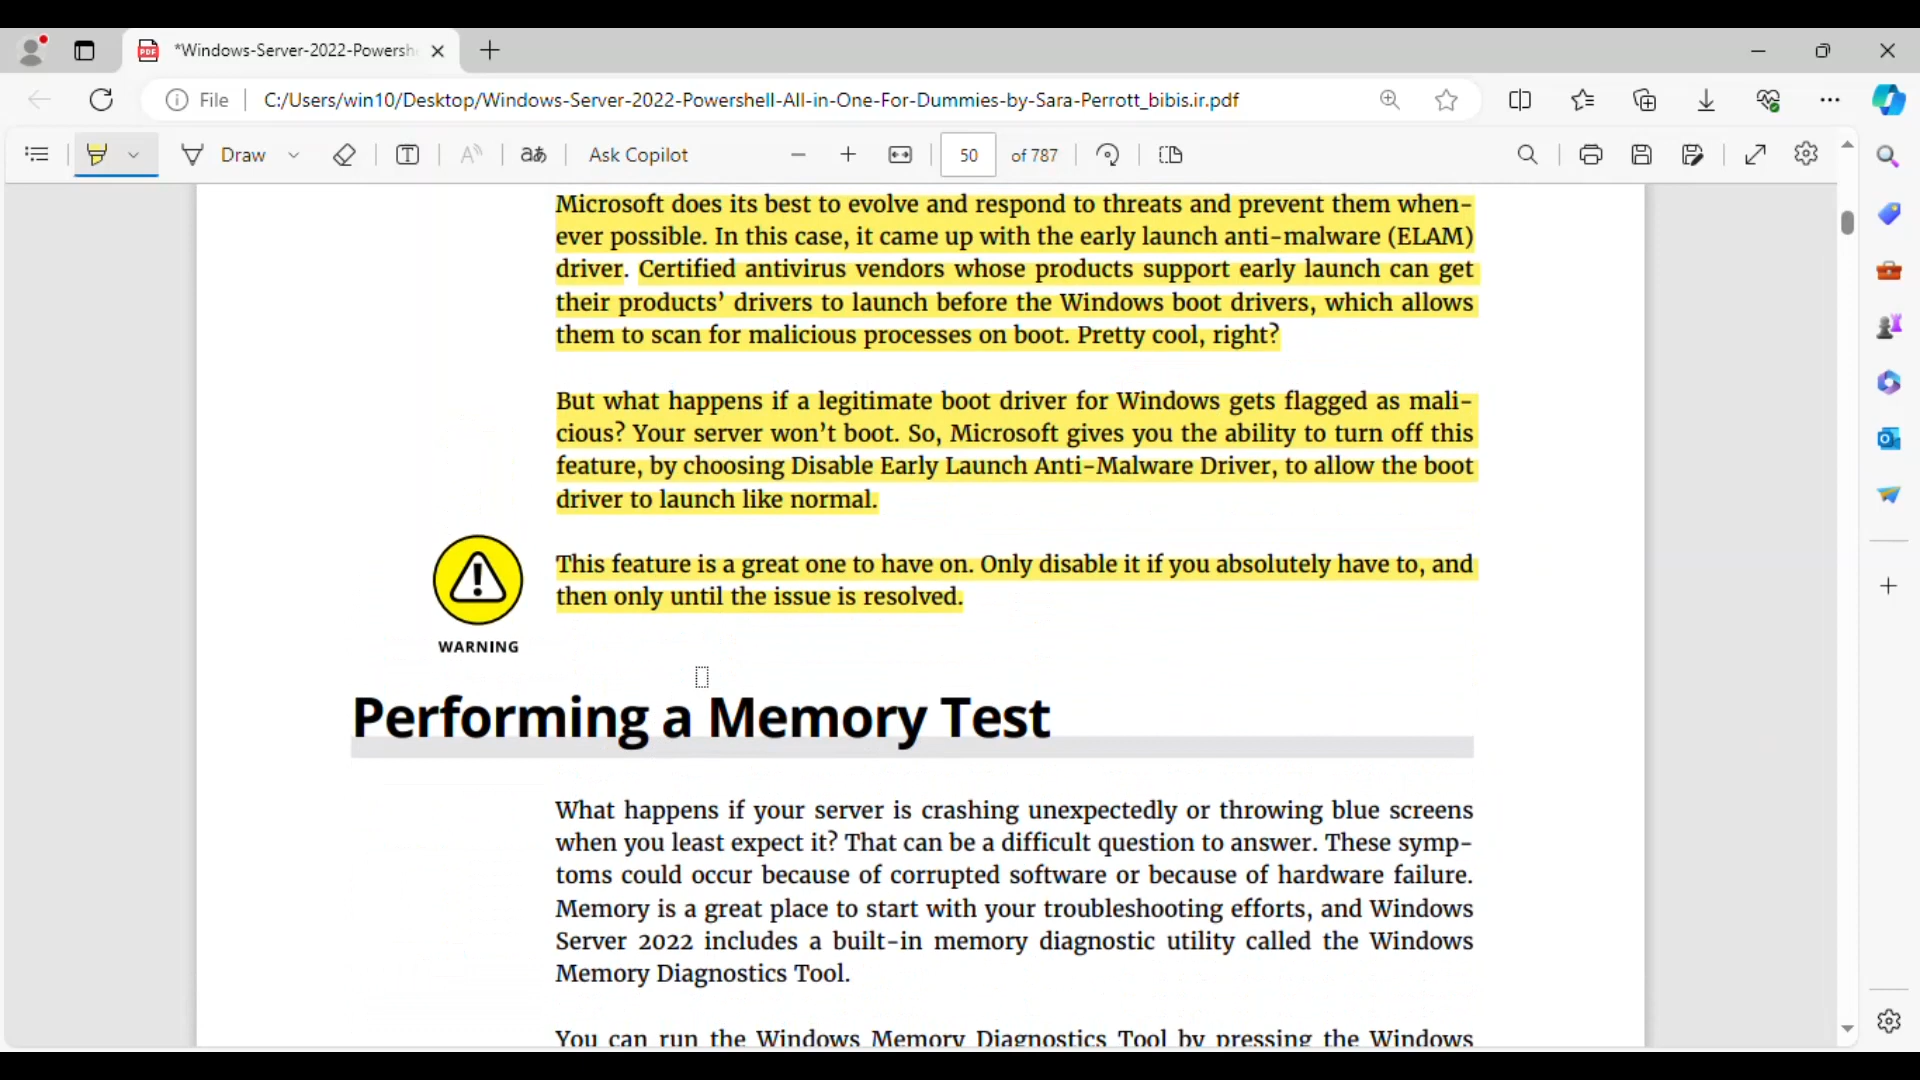 *Windows-Server-2022-Powersh
File
C:/Users/win10/Desktop/Windows-Server-2022-Powershell-All-in-One-For-Dummies-by-Sara-Perrott_bibis.ir.pdf
Draw
Ask Copilot
50
of 787
Microsoft does its best to evolve and respond to threats and prevent them when-
ever possible. In this case, it came up with the early launch anti-malware (ELAM)
driver. Certified antivirus vendors whose products support early launch can get
their products’ drivers to launch before the Windows boot drivers, which allows
them to scan for malicious processes on boot. Pretty cool, right?
But what happens if a legitimate boot driver for Windows gets flagged as mali-
cious? Your server won’t boot. So, Microsoft gives you the ability to turn off this
feature, by choosing Disable Early Launch Anti-Malware Driver, to allow the boot
driver to launch like normal.
This feature is a great one to have on. Only disable it if you absolutely have to, and
then only until the issue is resolved.
WARNING
Performing a Memory Test
What happens if your server is crashing unexpectedly or throwing blue screens
when you least expect it? That can be a difficult question to answer. These symp-
toms could occur because of corrupted software or because of hardware failure.
Memory is a great place to start with your troubleshooting efforts, and Windows
Server 2022 includes a built-in memory diagnostic utility called the Windows
Memory Diagnostics Tool.
You can run the Windows Memory Diagnostics Tool by pressing the Windows